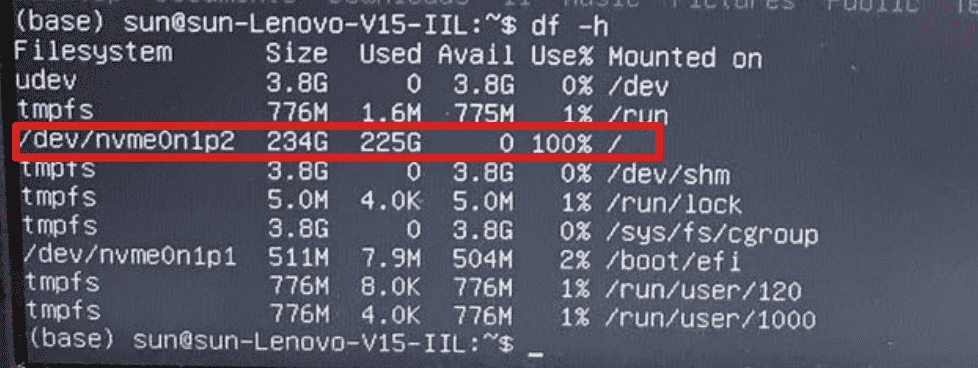 (base) sun@sun-Lenovo-V15-IIL:~$ df -h
Filesystem Size Used Avail Use% Mounted on
udev 3.8G 0 3.8G 0% /dev
tmpfs 776M 1.6M 775M 1% /run
/dev/nvme0n1p2 234G 225G 0 100% /
tmpfs 3.8G 0 3.8G 0% /dev/shm
tmpfs 5.0M 4.0K 5.0M 1% /run/lock
tmpfs 3.8G 0 3.8G 0% /sys/fs/cgroup
/dev/nvme0n1p1 511M 7.9M 504M 2% /boot/efi
tmpfs 776M 8.0K 776M 1% /run/user/120
tmpfs 776M 4.0K 776M 1% /run/user/1000
(base) sun@sun-Lenovo-V15-IIL:~$ _